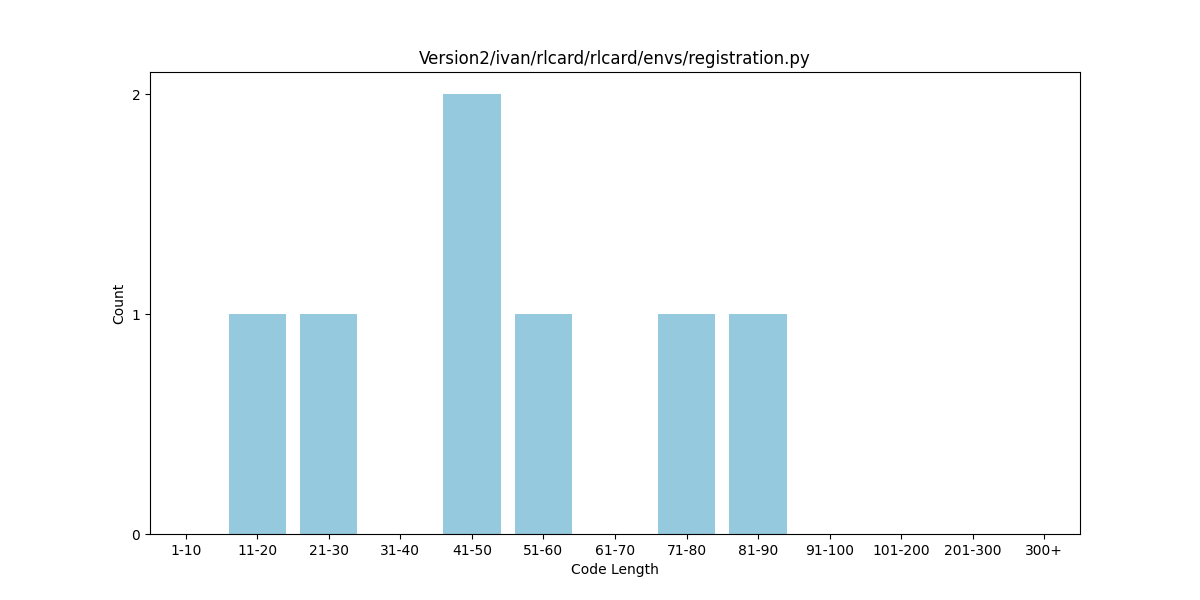 Version2/ivan/rlcard/rlcard/envs/registration.py
2
1
0
Count
1-10 11-20 21-30 31-40 41-50 51-60 61-70 71-80 81-90 91-100 101-200 201-300 300+
Code Length